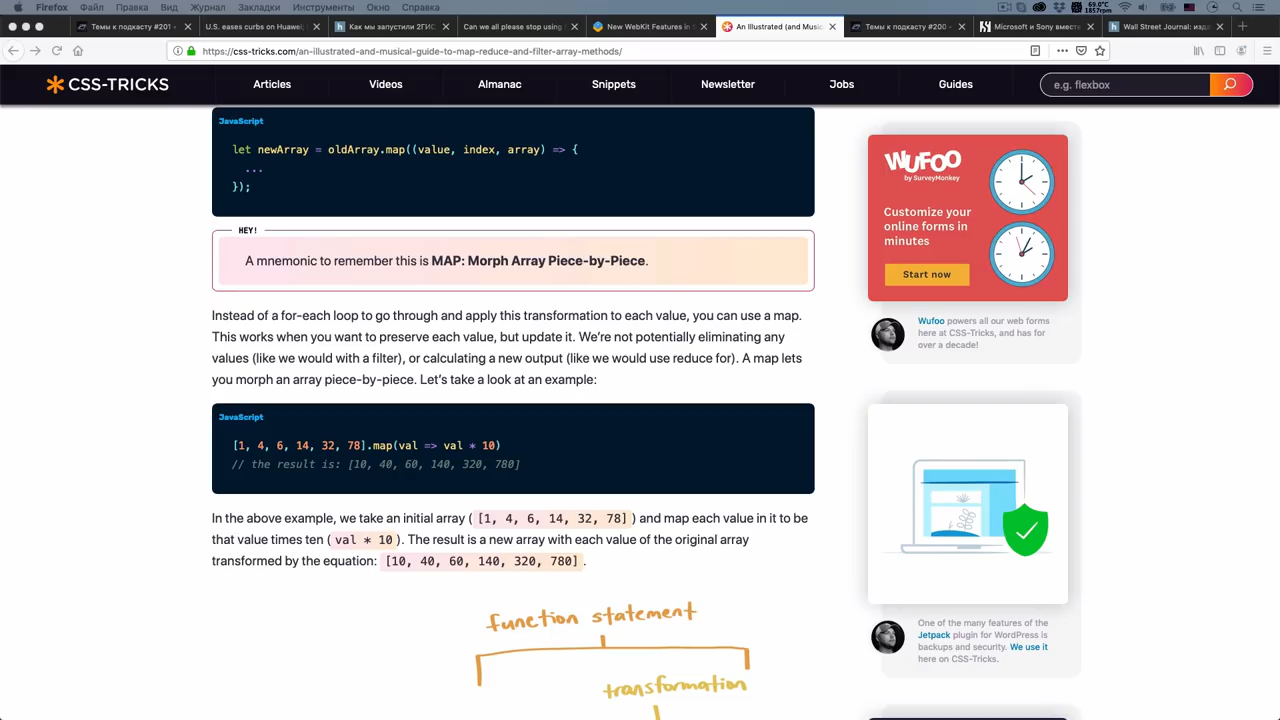 Firefox Файл Правка Вид Журнал Закладки Инструменты Окно Справка 69.0°C 1857rpm
Темы к подкасту #201 - U.S. eases curbs on Huawei; Как мы запустили 2ГИС Can we all please stop using New WebKit Features in S An Illustrated (and Music Темы к подкасту #200 - Microsoft и Sony вместе Wall Street Journal: изда
https://css-tricks.com/an-illustrated-and-musical-guide-to-map-reduce-and-filter-array-methods/
CSS-TRICKS Articles Videos Almanac Snippets Newsletter Jobs Guides e.g. flexbox
JavaScript
let newArray = oldArray.map((value, index, array) => {
...
});
HEY!
A mnemonic to remember this is MAP: Morph Array Piece-by-Piece.
Instead of a for-each loop to go through and apply this transformation to each value, you can use a map.
This works when you want to preserve each value, but update it. We're not potentially eliminating any
values (like we would with a filter), or calculating a new output (like we would use reduce for). A map lets
you morph an array piece-by-piece. Let's take a look at an example:
JavaScript
[1, 4, 6, 14, 32, 78].map(val => val * 10)
// the result is: [10, 40, 60, 140, 320, 780]
In the above example, we take an initial array ( [1, 4, 6, 14, 32, 78] ) and map each value in it to be
that value times ten ( val * 10 ). The result is a new array with each value of the original array
transformed by the equation: [10, 40, 60, 140, 320, 780] .
function statement
transformation
WUFOO
by SurveyMonkey
Customize your
online forms in
minutes
Start now
Wufoo powers all our web forms
here at CSS-Tricks, and has for
over a decade!
One of the many features of the
Jetpack plugin for WordPress is
backups and security. We use it
here on CSS-Tricks.